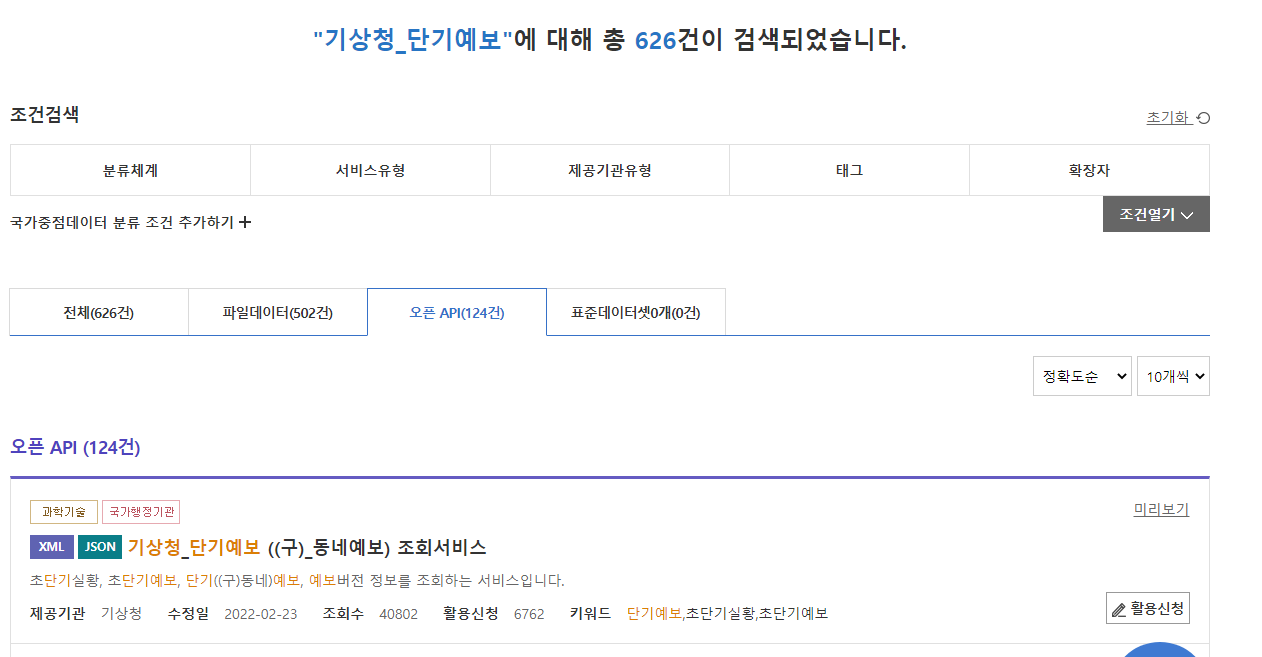 "기상청_단기예보"에 대해 총 626건이 검색되었습니다.
조건검색
초기화
분류체계 서비스유형 제공기관유형 태그 확장자
국가중점데이터 분류 조건 추가하기 +
조건열기
전체(626건) 파일데이터(502건) 오픈 API(124건) 표준데이터셋0개(0건)
정확도순 10개씩
오픈 API (124건)
과학기술 국가행정기관 미리보기
XML JSON 기상청_단기예보 ((구)_동네예보) 조회서비스
초단기실황, 초단기예보, 단기((구)동네)예보, 예보버전 정보를 조회하는 서비스입니다.
제공기관 기상청 수정일 2022-02-23 조회수 40802 활용신청 6762 키워드 단기예보,초단기실황,초단기예보
활용신청